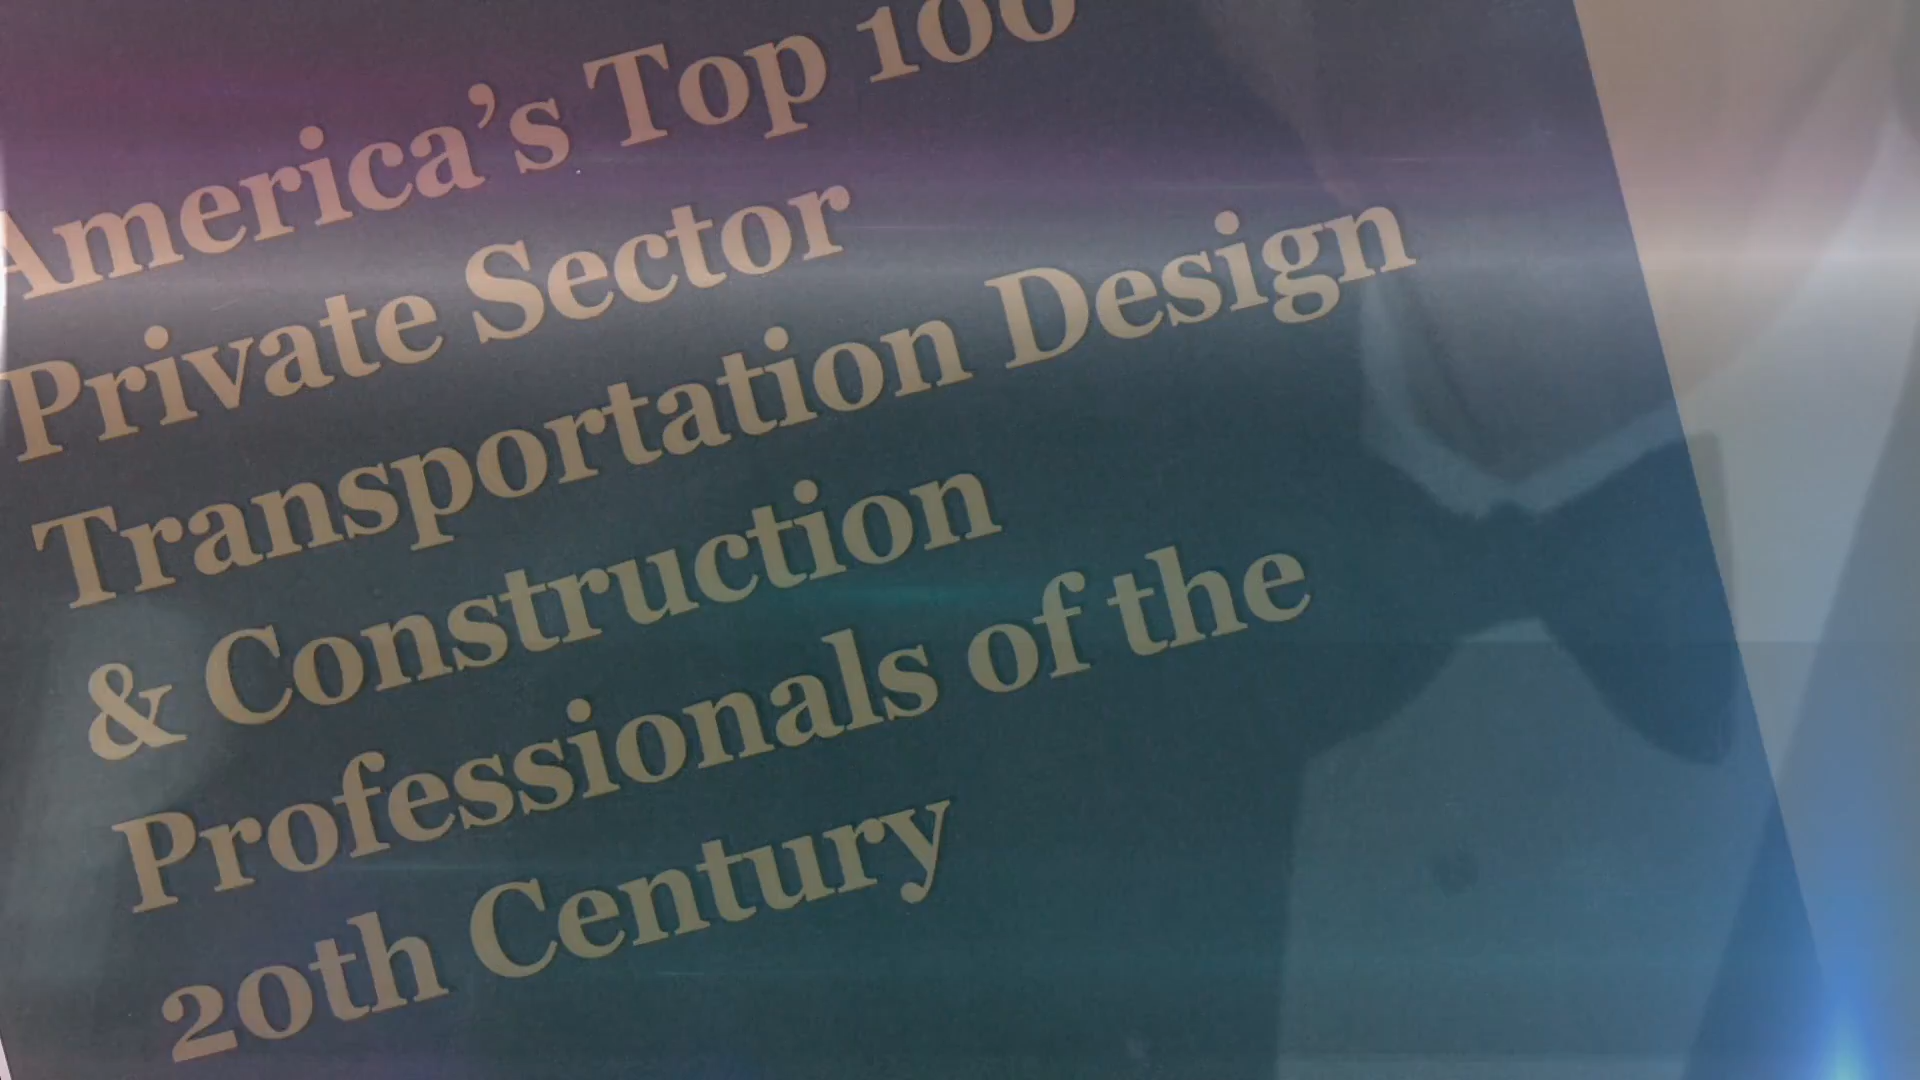 America's Top 100
Private Sector
Transportation Design
& Construction
Professionals of the
20th Century